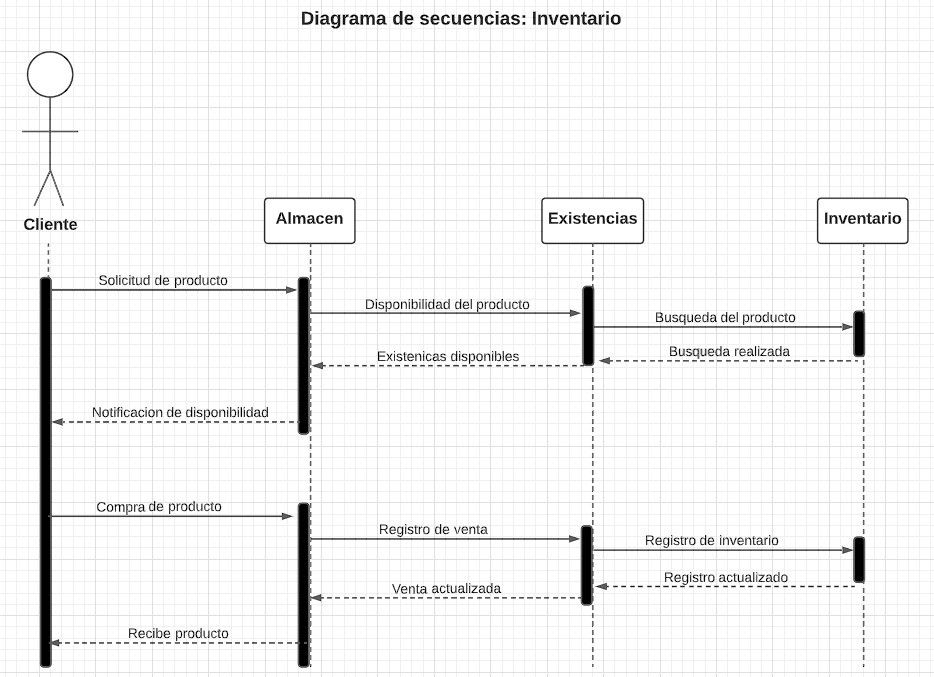 Diagrama de secuencias: Inventario
Cliente
Almacen
Existencias
Inventario
Solicitud de producto
Disponibilidad del producto
Busqueda del producto
Busqueda realizada
Existenicas disponibles
Notificacion de disponibilidad
Compra de producto
Registro de venta
Registro de inventario
Registro actualizado
Venta actualizada
Recibe producto